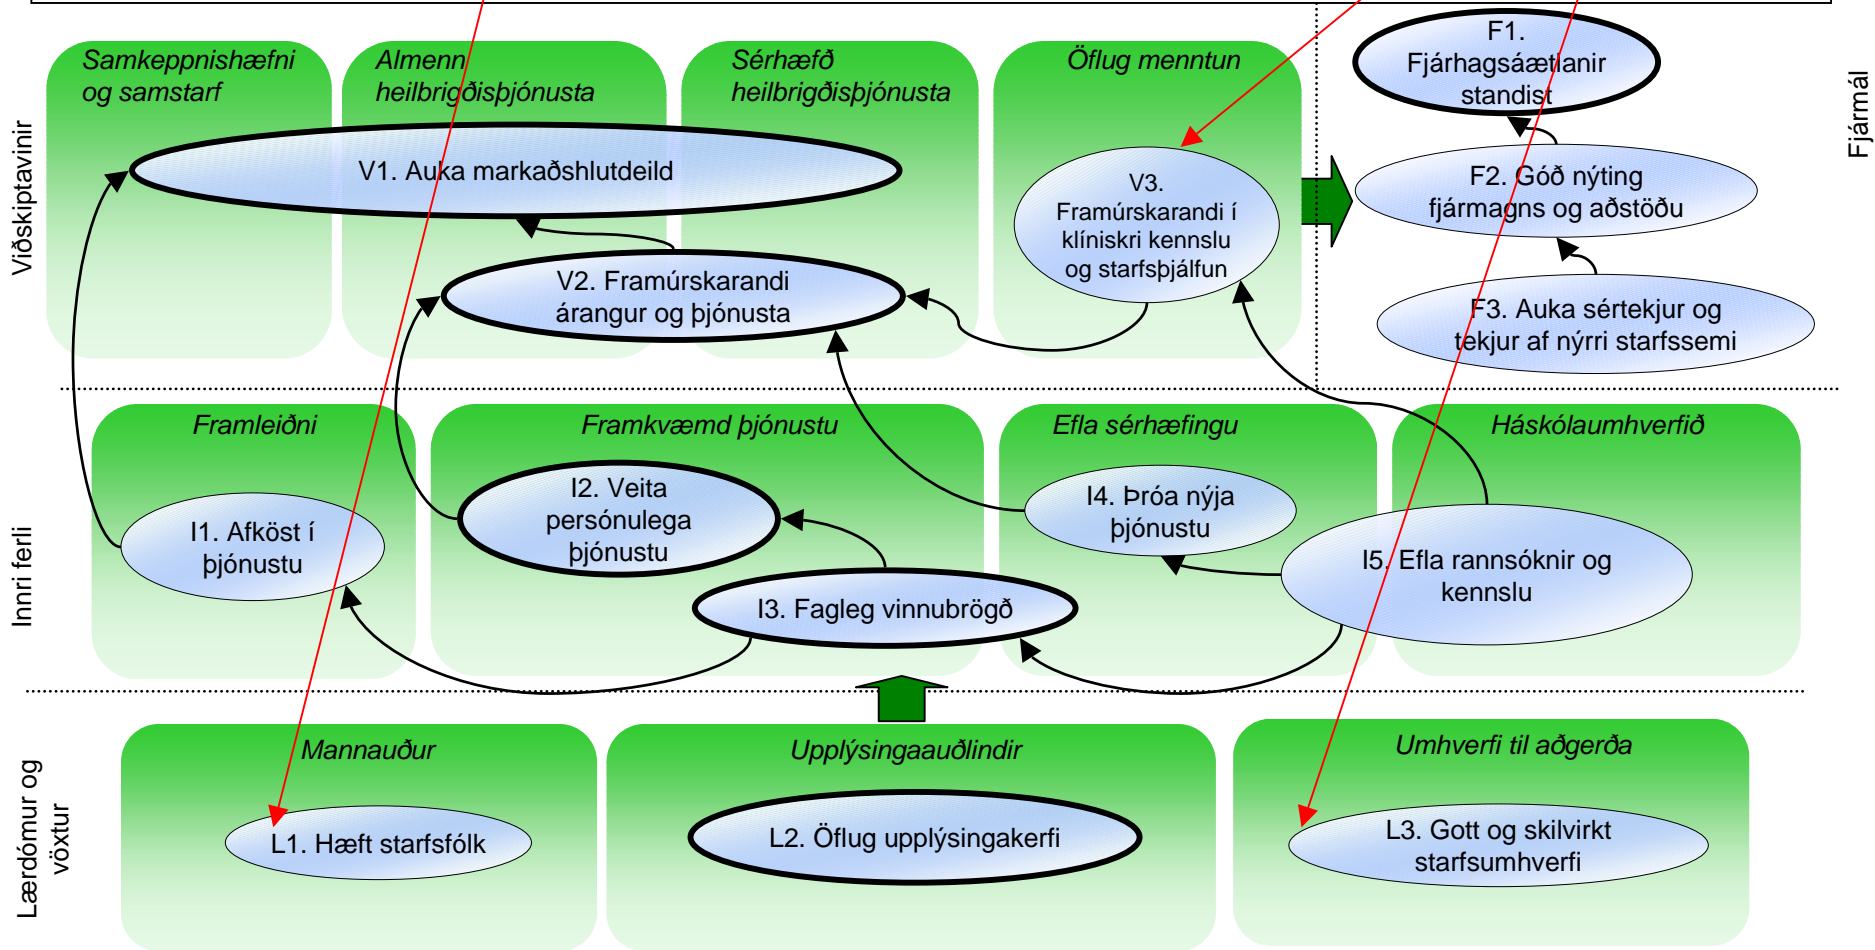 Viðskiptavinir
Samkeppnishæfni
og samstarf
Almenn
heilbrigðisþjónusta
Sérhæfð
heilbrigðisþjónusta
Öflug menntun
V1. Auka markaðshlutdeild
V2. Framúrskarandi
árangur og þjónusta
V3.
Framúrskarandi í
klíniskri kennslu
og starfsþjálfun
Fjármál
F1.
Fjárhagsáætlanir
standist
F2. Góð nýting
fjármagns og aðstöðu
F3. Auka sértekjur og
tekjur af nýrri starfssemi
Innri ferli
Framleiðni
Framkvæmd þjónustu
Efla sérhæfingu
Háskólaumhverfið
I1. Afköst í
þjónustu
I2. Veita
persónulega
þjónustu
I3. Fagleg vinnubrögð
I4. Þróa nýja
þjónustu
I5. Efla rannsóknir og
kennslu
Lærdómur og
vöxtur
Mannauður
Upplýsingaauðlindir
Umhverfi til aðgerða
L1. Hæft starfsfólk
L2. Öflug upplýsingakerfi
L3. Gott og skilvirkt
starfsumhverfi